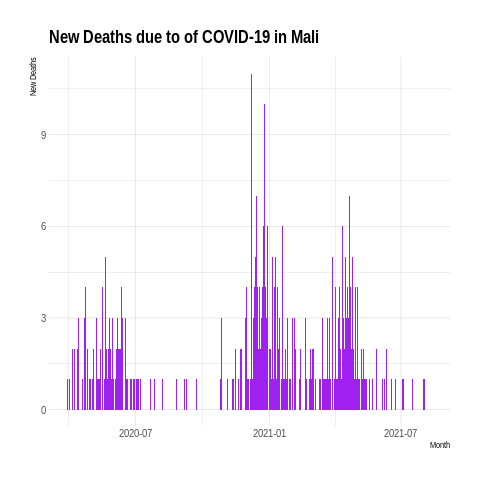 New Deaths due to of COVID-19 in Mali
New Deaths
9
6
3
0
2020-07
2021-01
2021-07
Month